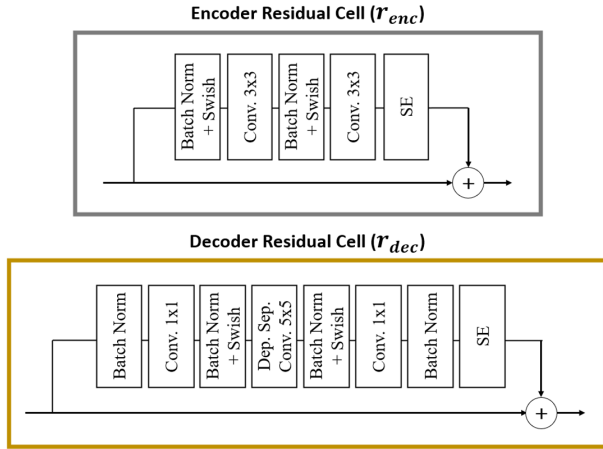 Encoder Residual Cell (r_enc)
Batch Norm
+ Swish
Conv. 3x3
Batch Norm
+ Swish
Conv. 3x3
SE
+
Decoder Residual Cell (r_dec)
Batch Norm
Conv. 1x1
Batch Norm
+ Swish
Dep. Sep.
Conv. 5x5
Batch Norm
+ Swish
Conv. 1x1
Batch Norm
SE
+